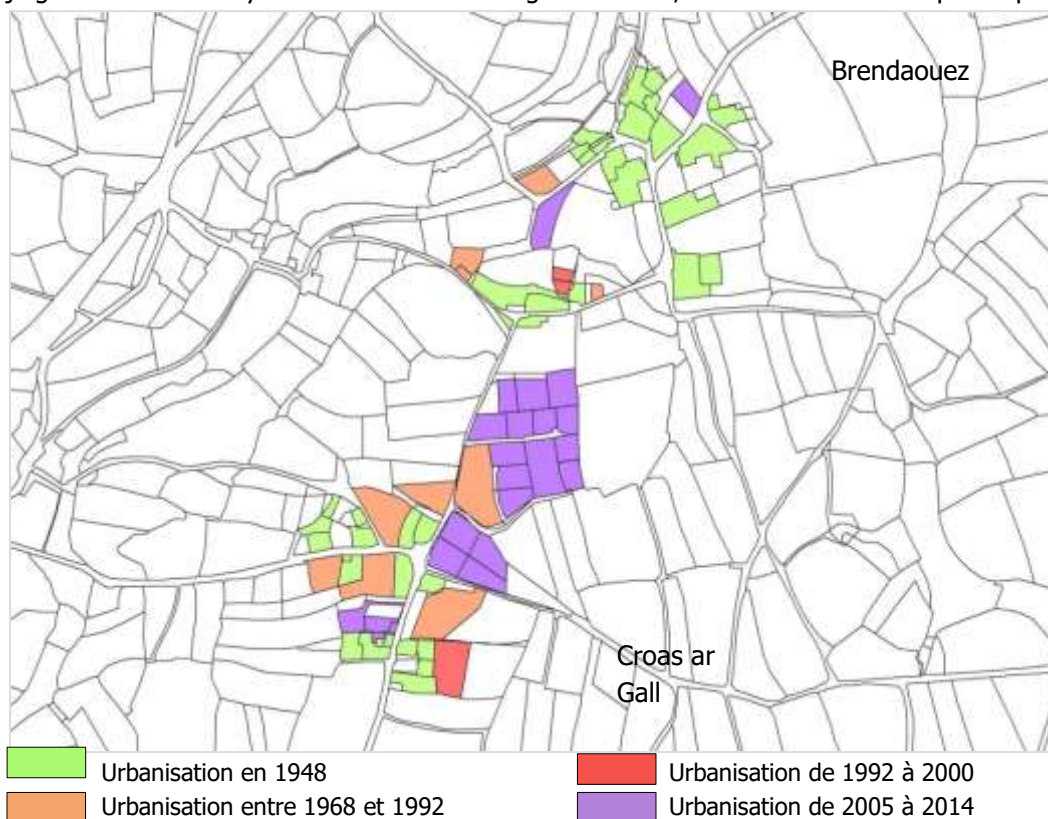 Brendaouez
Croas ar
Gall
Urbanisation en 1948
Urbanisation de 1992 à 2000
Urbanisation entre 1968 et 1992
Urbanisation de 2005 à 2014